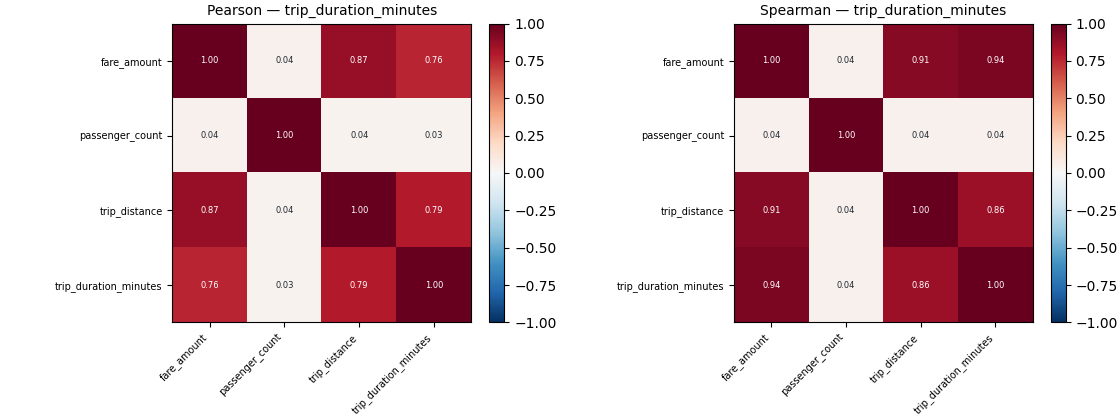 Pearson — trip_duration_minutes
fare_amount 1.00 0.04 0.87 0.76
passenger_count 0.04 1.00 0.04 0.03
trip_distance 0.87 0.04 1.00 0.79
trip_duration_minutes 0.76 0.03 0.79 1.00
fare_amount passenger_count trip_distance trip_duration_minutes
1.00
0.75
0.50
0.25
0.00
−0.25
−0.50
−0.75
−1.00
Spearman — trip_duration_minutes
fare_amount 1.00 0.04 0.91 0.94
passenger_count 0.04 1.00 0.04 0.04
trip_distance 0.91 0.04 1.00 0.86
trip_duration_minutes 0.94 0.04 0.86 1.00
fare_amount passenger_count trip_distance trip_duration_minutes
1.00
0.75
0.50
0.25
0.00
−0.25
−0.50
−0.75
−1.00